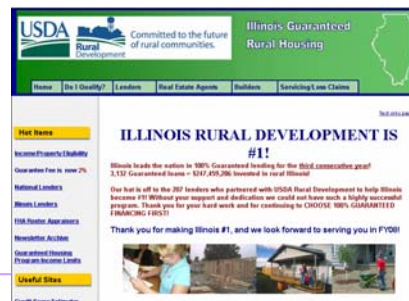 USDA
Rural
Development
Committed to the future
of rural communities.
Illinois Guaranteed
Rural Housing
Home
Do I Qualify?
Lenders
Real Estate Agents
Builders
Servicing/Loss Claims
Hot Items
Income/Property Eligibility
Guarantee Fee is now 2%
National Lenders
Illinois Lenders
FHA Roster Appraisers
Newsletter Archive
Guaranteed Housing
Program Income Limits
Useful Sites
ILLINOIS RURAL DEVELOPMENT IS
#1!
Illinois leads the nation in 100% Guaranteed lending for the third consecutive year!
3,132 Guaranteed loans = $247,459,286 invested in rural Illinois!
Our hat is off to the 207 lenders who partnered with USDA Rural Development to help Illinois
become #1! Without your support and dedication we could not have such a highly successful
program. Thank you for your hard work and for continuing to CHOOSE 100% GUARANTEED
FINANCING FIRST!
Thank you for making Illinois #1, and we look forward to serving you in FY08!